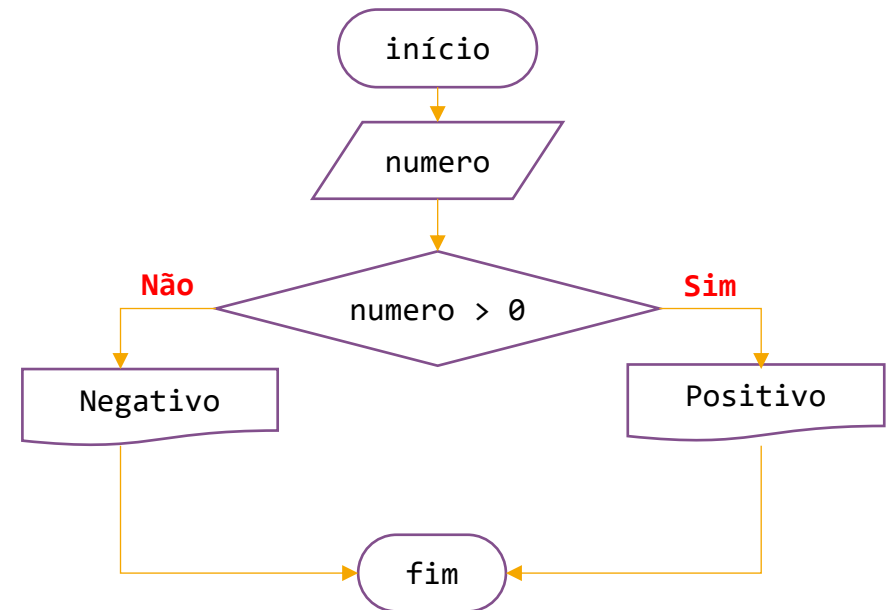 início
numero
Não
Sim
numero > 0
Negativo
Positivo
fim